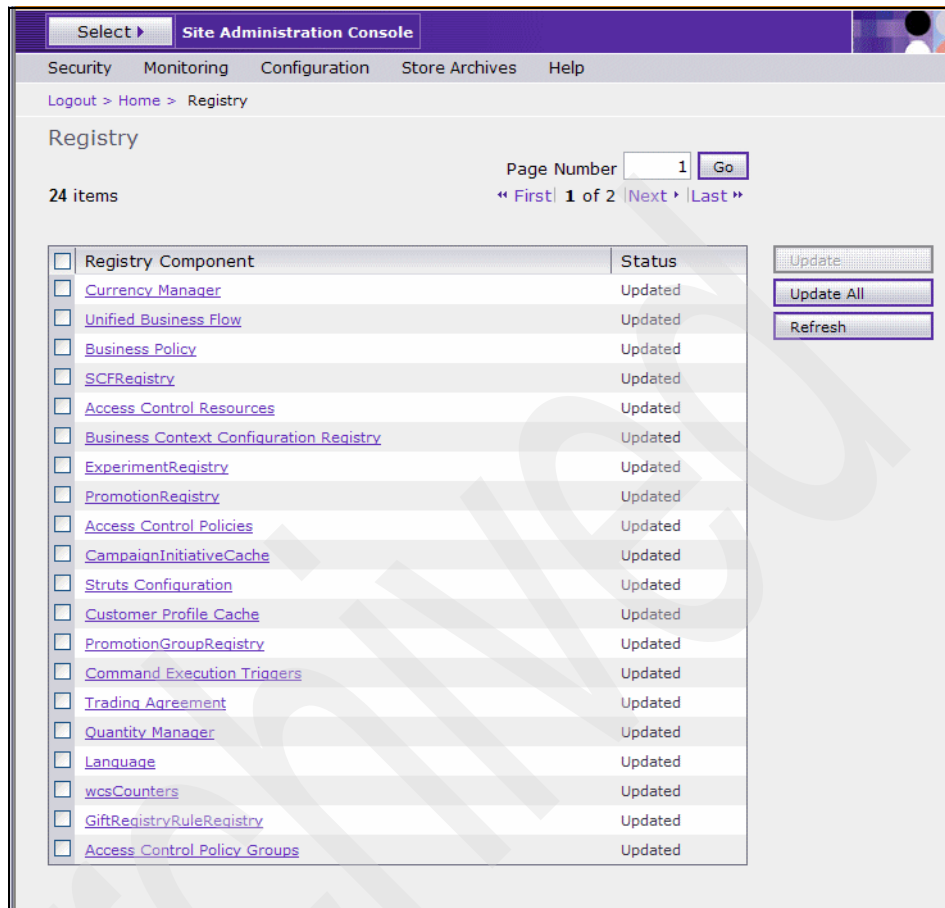 Select Site Administration Console
Security Monitoring Configuration Store Archives Help
Logout > Home > Registry
Registry
Page Number 1 Go
24 items First| 1 of 2 |Next |Last
Registry Component Status
Update
Currency Manager Updated
Update All
Unified Business Flow Updated
Refresh
Business Policy Updated
SCFRegistry Updated
Access Control Resources Updated
Business Context Configuration Registry Updated
ExperimentRegistry Updated
PromotionRegistry Updated
Access Control Policies Updated
CampaignInitiativeCache Updated
Struts Configuration Updated
Customer Profile Cache Updated
PromotionGroupRegistry Updated
Command Execution Triggers Updated
Trading Agreement Updated
Quantity Manager Updated
Language Updated
wcsCounters Updated
GiftRegistryRuleRegistry Updated
Access Control Policy Groups Updated